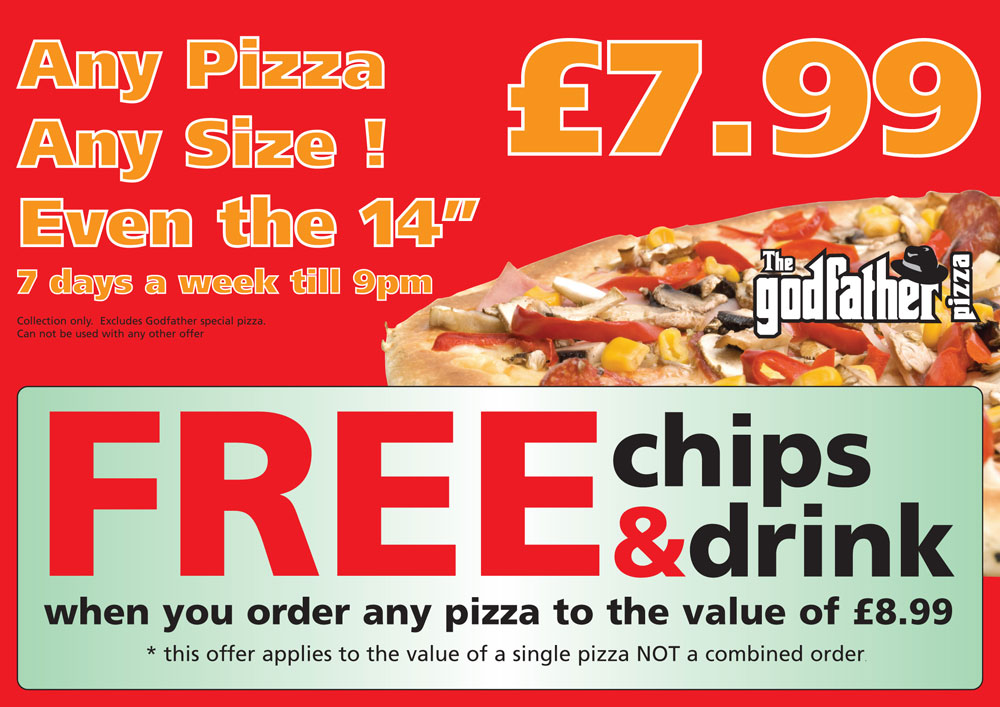 Any Pizza
Any Size !
Even the 14”
7 days a week till 9pm
£7.99
Collection only. Excludes Godfather special pizza.
Can not be used with any other offer
The
godfather
pizza
FREE chips
&drink
when you order any pizza to the value of £8.99
* this offer applies to the value of a single pizza NOT a combined order